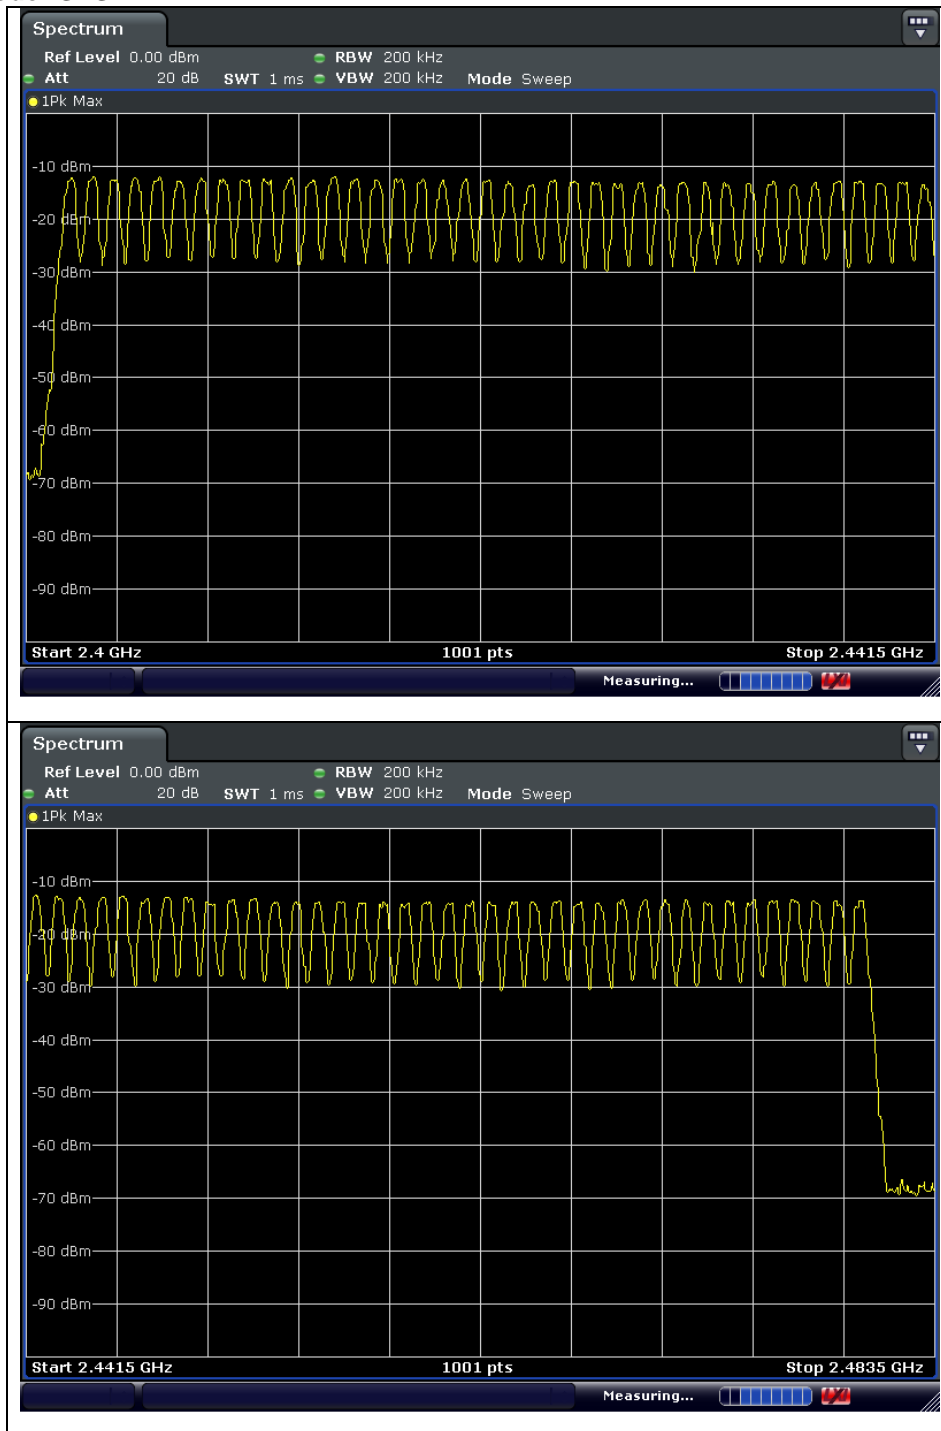 Spectrum
Ref Level 0.00 dBm RBW 200 kHz
Att 20 dB SWT 1 ms VBW 200 kHz Mode Sweep
1Pk Max
-10 dBm
-20 dBm
-30 dBm
-40 dBm
-50 dBm
-60 dBm
-70 dBm
-80 dBm
-90 dBm
Start 2.4 GHz 1001 pts Stop 2.4415 GHz
Measuring...
Spectrum
Ref Level 0.00 dBm RBW 200 kHz
Att 20 dB SWT 1 ms VBW 200 kHz Mode Sweep
1Pk Max
-10 dBm
-20 dBm
-30 dBm
-40 dBm
-50 dBm
-60 dBm
-70 dBm
-80 dBm
-90 dBm
Start 2.4415 GHz 1001 pts Stop 2.4835 GHz
Measuring...